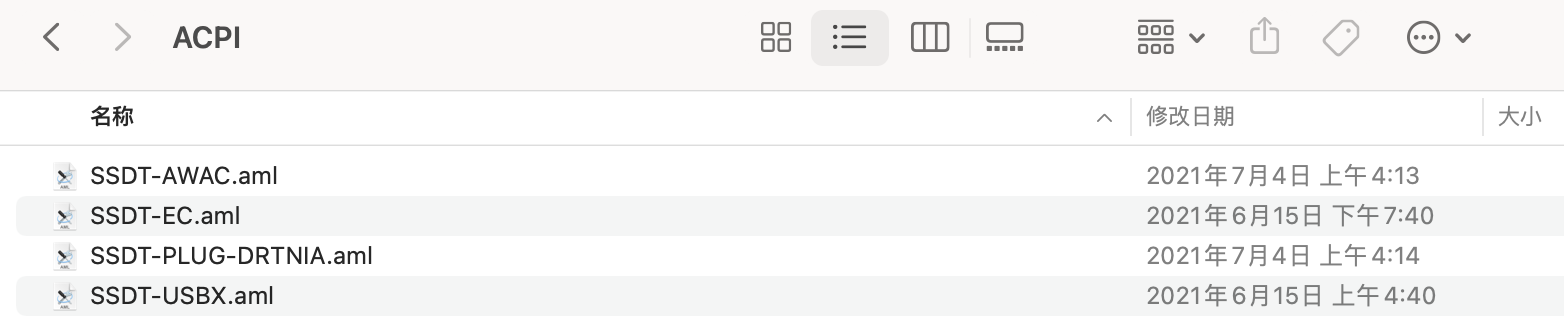 ACPI
名称 修改日期 大小
SSDT-AWAC.aml 2021年7月4日 上午4:13
SSDT-EC.aml 2021年6月15日 下午7:40
SSDT-PLUG-DRTNIA.aml 2021年7月4日 上午4:14
SSDT-USBX.aml 2021年6月15日 上午4:40